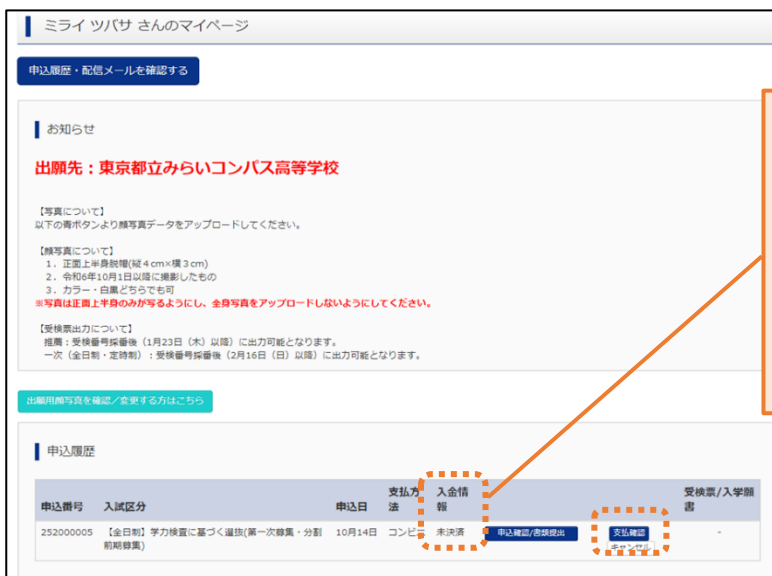 ミライ ツバサ さんのマイページ
申込履歴・配信メールを確認する
お知らせ
出願先：東京都立みらいコンパス高等学校
【写真について】
以下の青ボタンより顔写真データをアップロードしてください。
【顔写真について】
1．正面上半身脱帽(縦４cm×横３cm)
2．令和6年10月1日以降に撮影したもの
3．カラー・白黒どちらでも可
※写真は正面上半身のみが写るようにし、全身写真をアップロードしないようにしてください。
【受検票出力について】
推薦：受検番号採番後（1月23日（木）以降）に出力可能となります。
一次（全日制・定時制）：受検番号採番後（2月16日（日）以降）に出力可能となります。
出願用顔写真を確認／変更する方はこちら
申込履歴
申込番号 入試区分 申込日 支払方法 入金情報 受検票/入学願書
252000005 【全日制】学力検査に基づく選抜(第一次募集・分割前期募集) 10月14日 コンビニ 未決済 申込確認/書類提出 支払確認 -
キャンセル